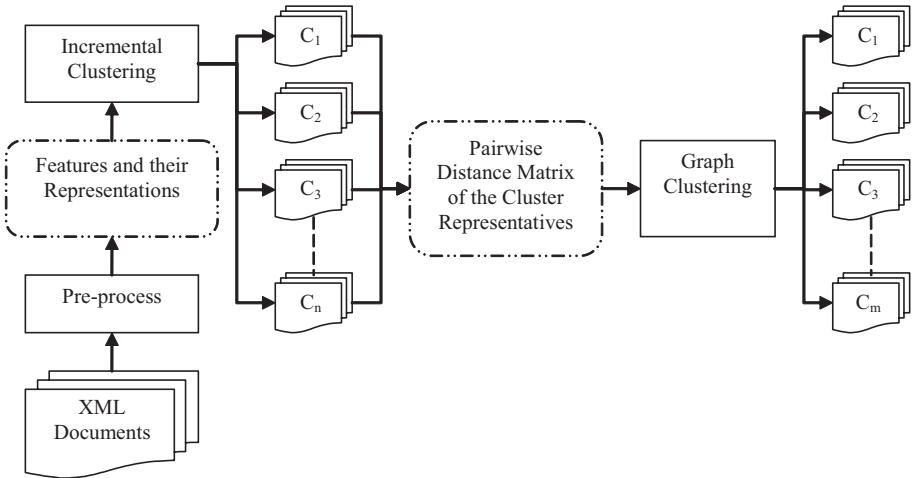 Incremental
Clustering
Features and their
Representations
Pre-process
XML
Documents
C1
C2
C3
Cn
Pairwise
Distance Matrix
of the Cluster
Representatives
Graph
Clustering
C1
C2
C3
Cm